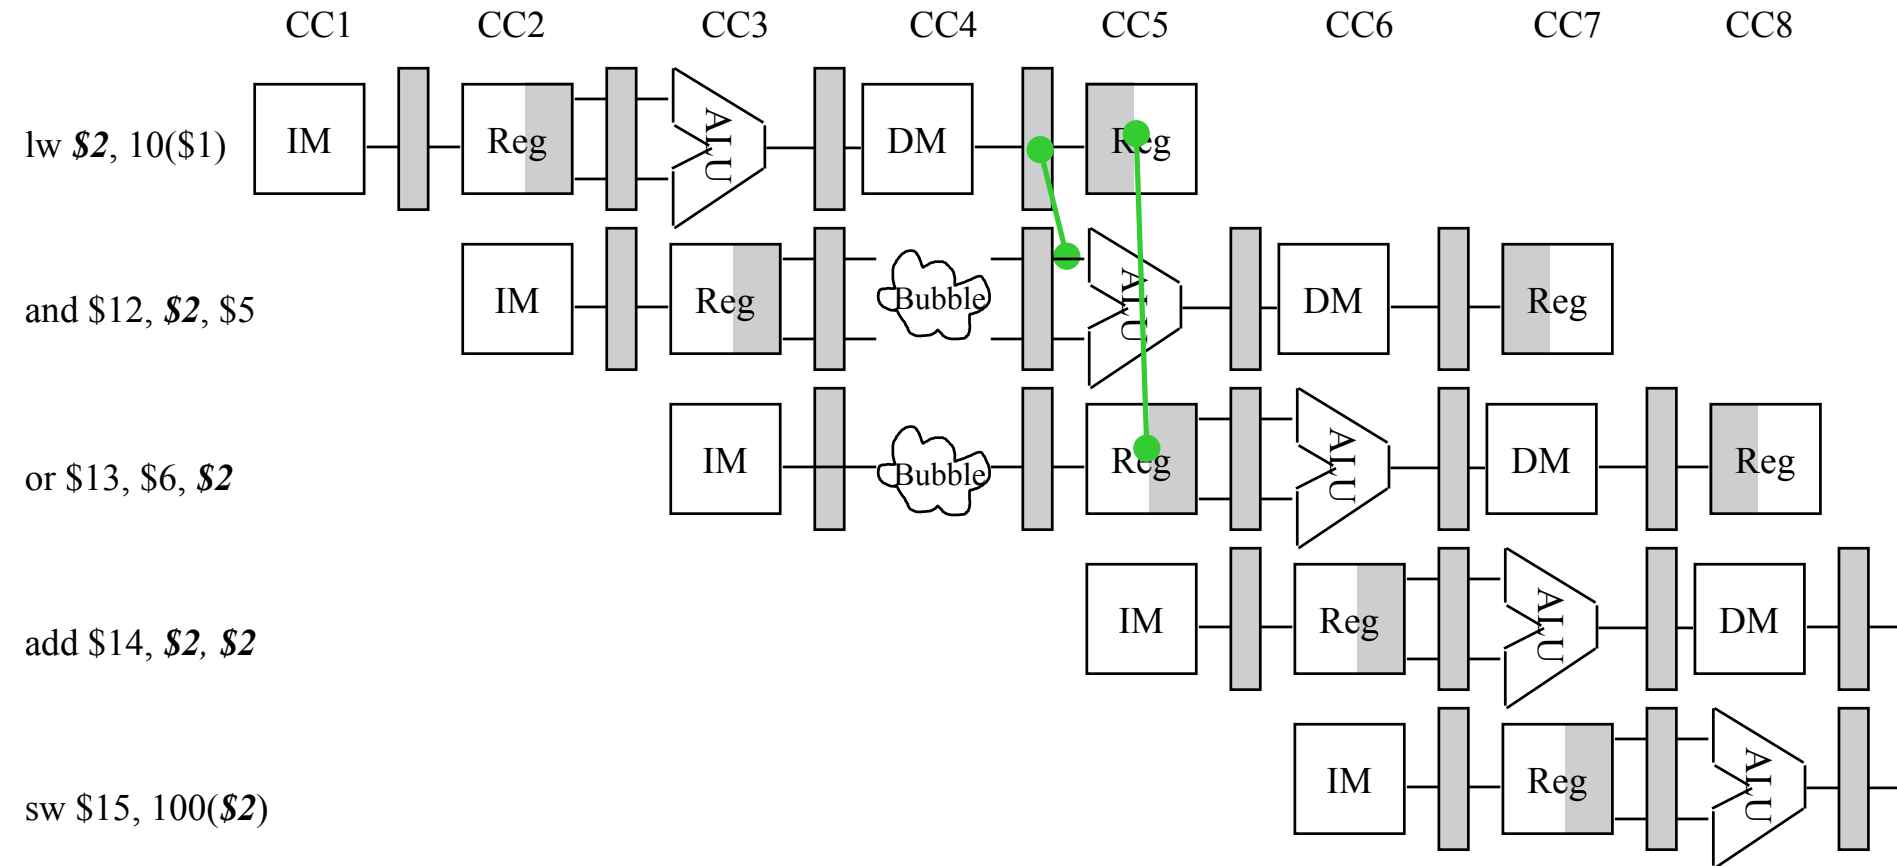 CC1 CC2 CC3 CC4 CC5 CC6 CC7 CC8
lw $2, 10($1) IM Reg ALU DM Reg
and $12, $2, $5 IM Reg Bubble ALU DM Reg
or $13, $6, $2 IM Bubble Reg ALU DM Reg
add $14, $2, $2 IM Reg ALU DM
sw $15, 100($2) IM Reg ALU